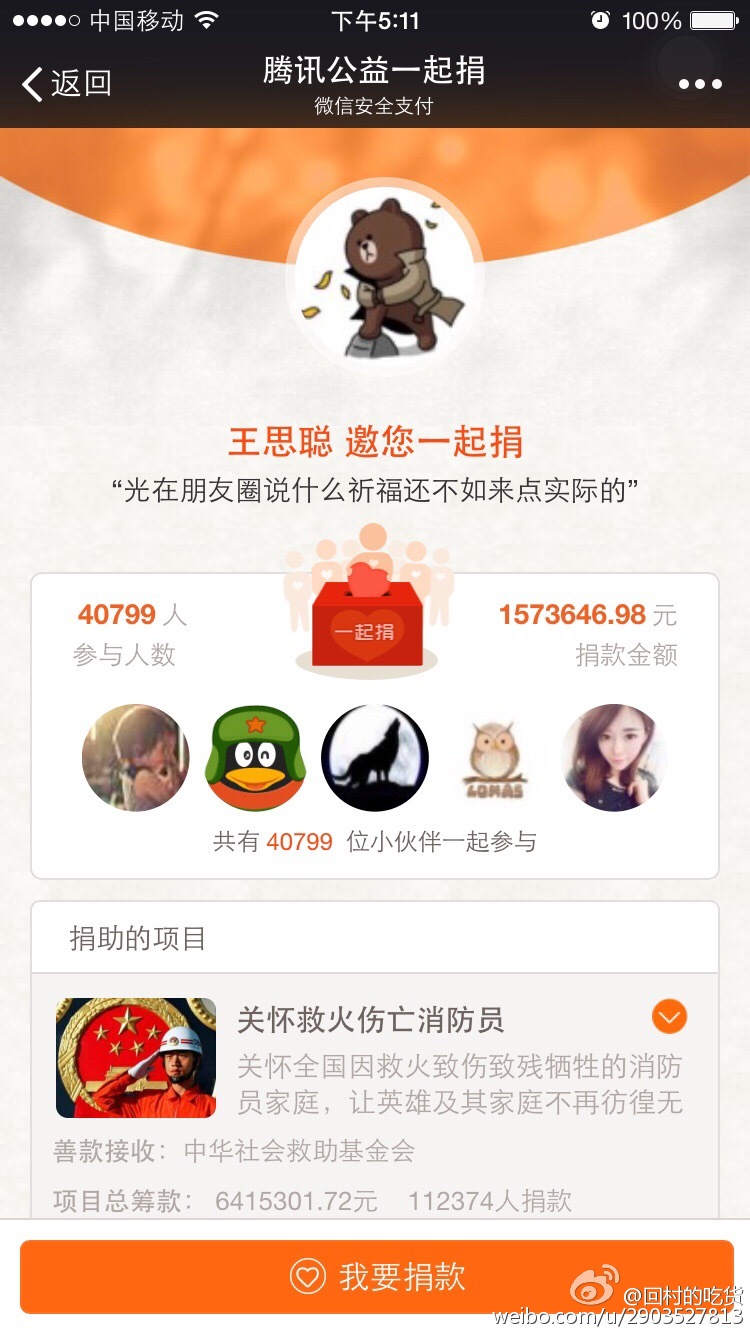 中国移动 下午5:11 100%
返回 腾讯公益一起捐
微信安全支付
王思聪 邀您一起捐
“光在朋友圈说什么祈福还不如来点实际的”
40799 人 1573646.98 元
一起捐
参与人数 捐款金额
LOMAS
共有 40799 位小伙伴一起参与
捐助的项目
关怀救火伤亡消防员
关怀全国因救火致伤致残牺牲的消防
员家庭，让英雄及其家庭不再彷徨无
善款接收：中华社会救助基金会
项目总筹款： 6415301.72元 112374人捐款
我要捐款
@回村的吃货
weibo.com/u/2903527813